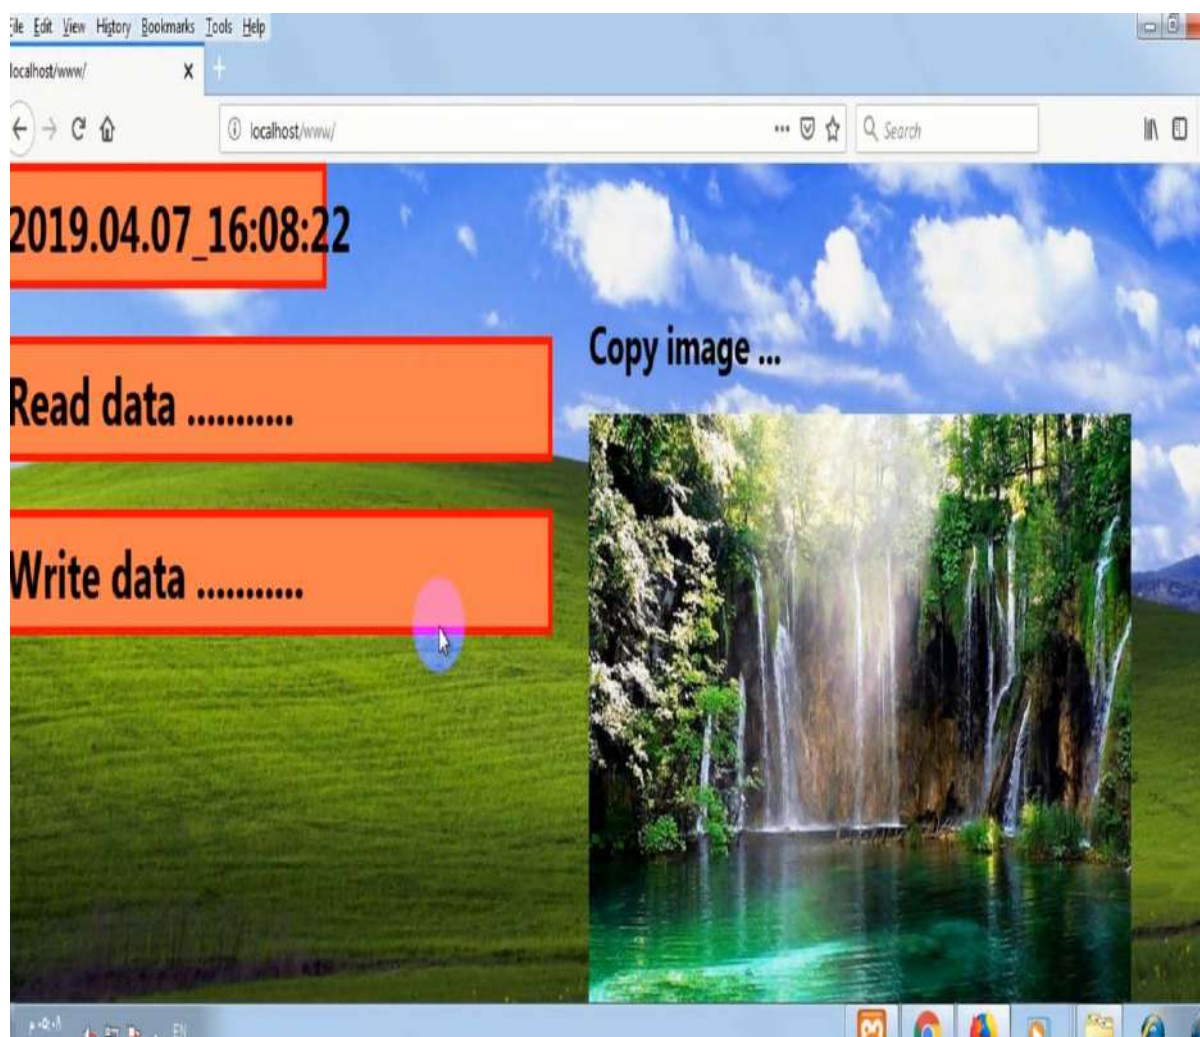 File Edit View History Bookmarks Tools Help
localhost/www/
localhost/www/
Search
2019.04.07_16:08:22
Copy image ...
Read data ...........
Write data ...........
EN